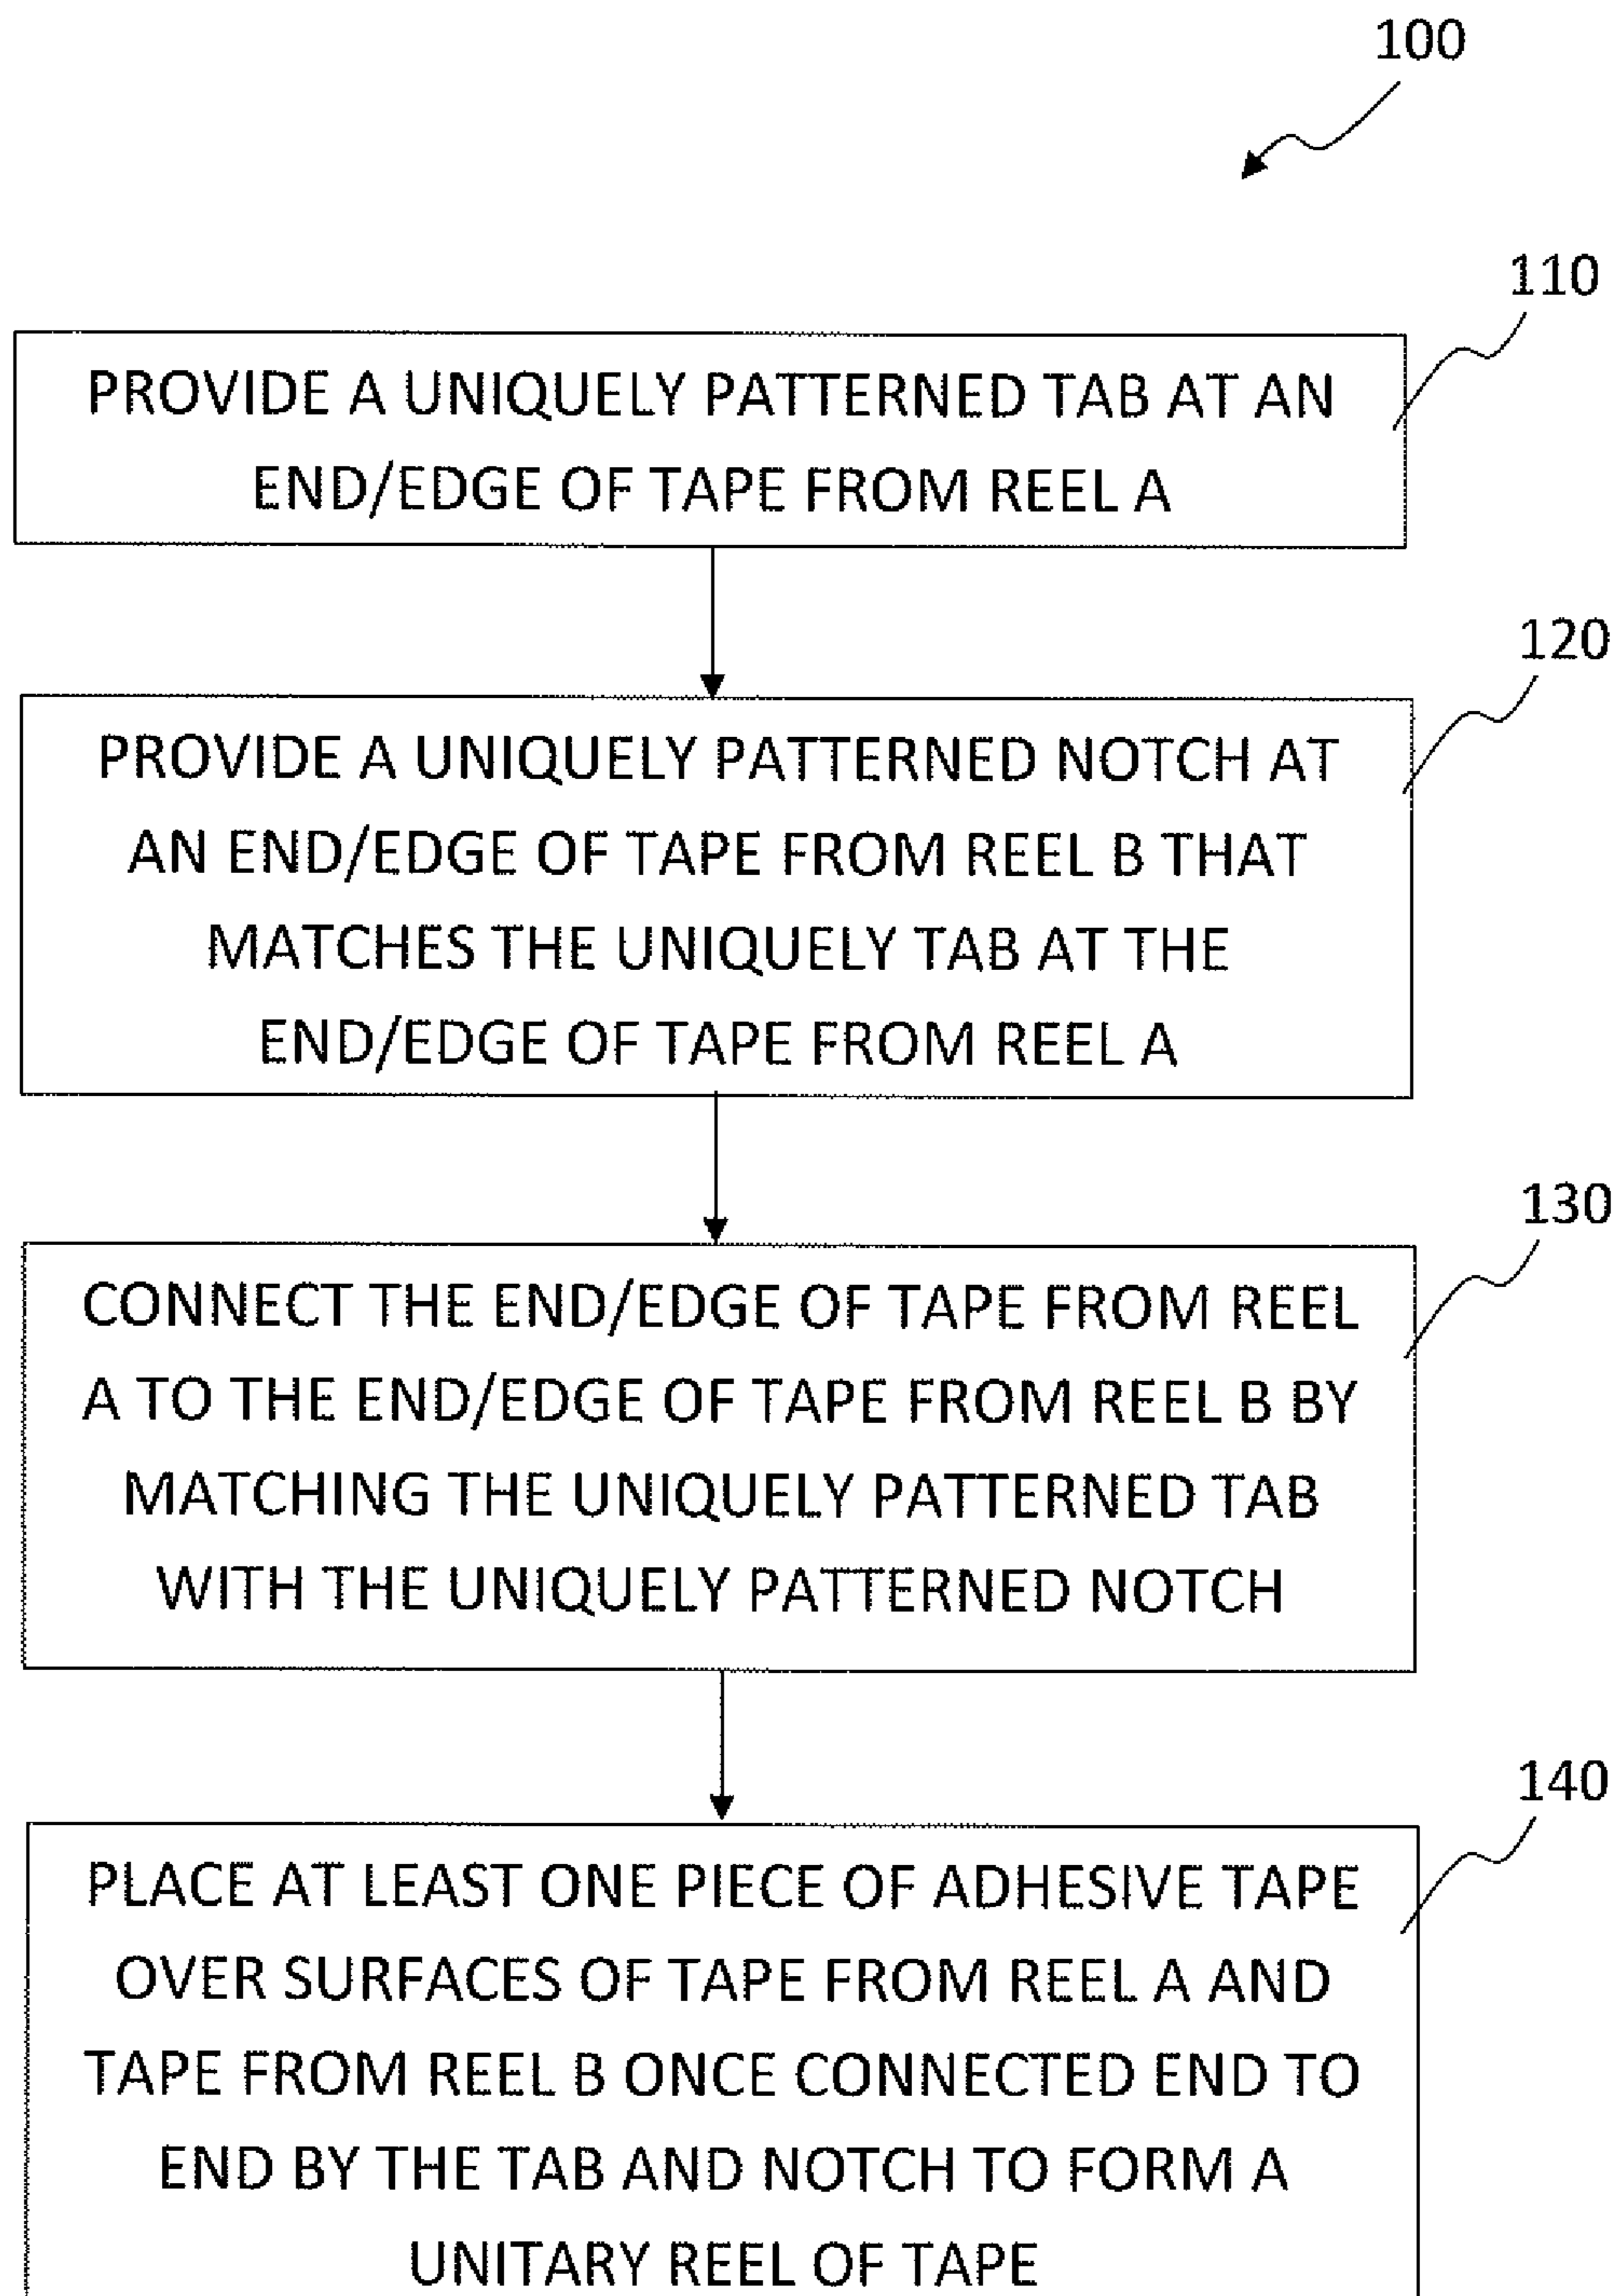 100
110
PROVIDE A UNIQUELY PATTERNED TAB AT AN
END/EDGE OF TAPE FROM REEL A
120
PROVIDE A UNIQUELY PATTERNED NOTCH AT
AN END/EDGE OF TAPE FROM REEL B THAT
MATCHES THE UNIQUELY TAB AT THE
END/EDGE OF TAPE FROM REEL A
130
CONNECT THE END/EDGE OF TAPE FROM REEL
A TO THE END/EDGE OF TAPE FROM REEL B BY
MATCHING THE UNIQUELY PATTERNED TAB
WITH THE UNIQUELY PATTERNED NOTCH
140
PLACE AT LEAST ONE PIECE OF ADHESIVE TAPE
OVER SURFACES OF TAPE FROM REEL A AND
TAPE FROM REEL B ONCE CONNECTED END TO
END BY THE TAB AND NOTCH TO FORM A
UNITARY REEL OF TAPE